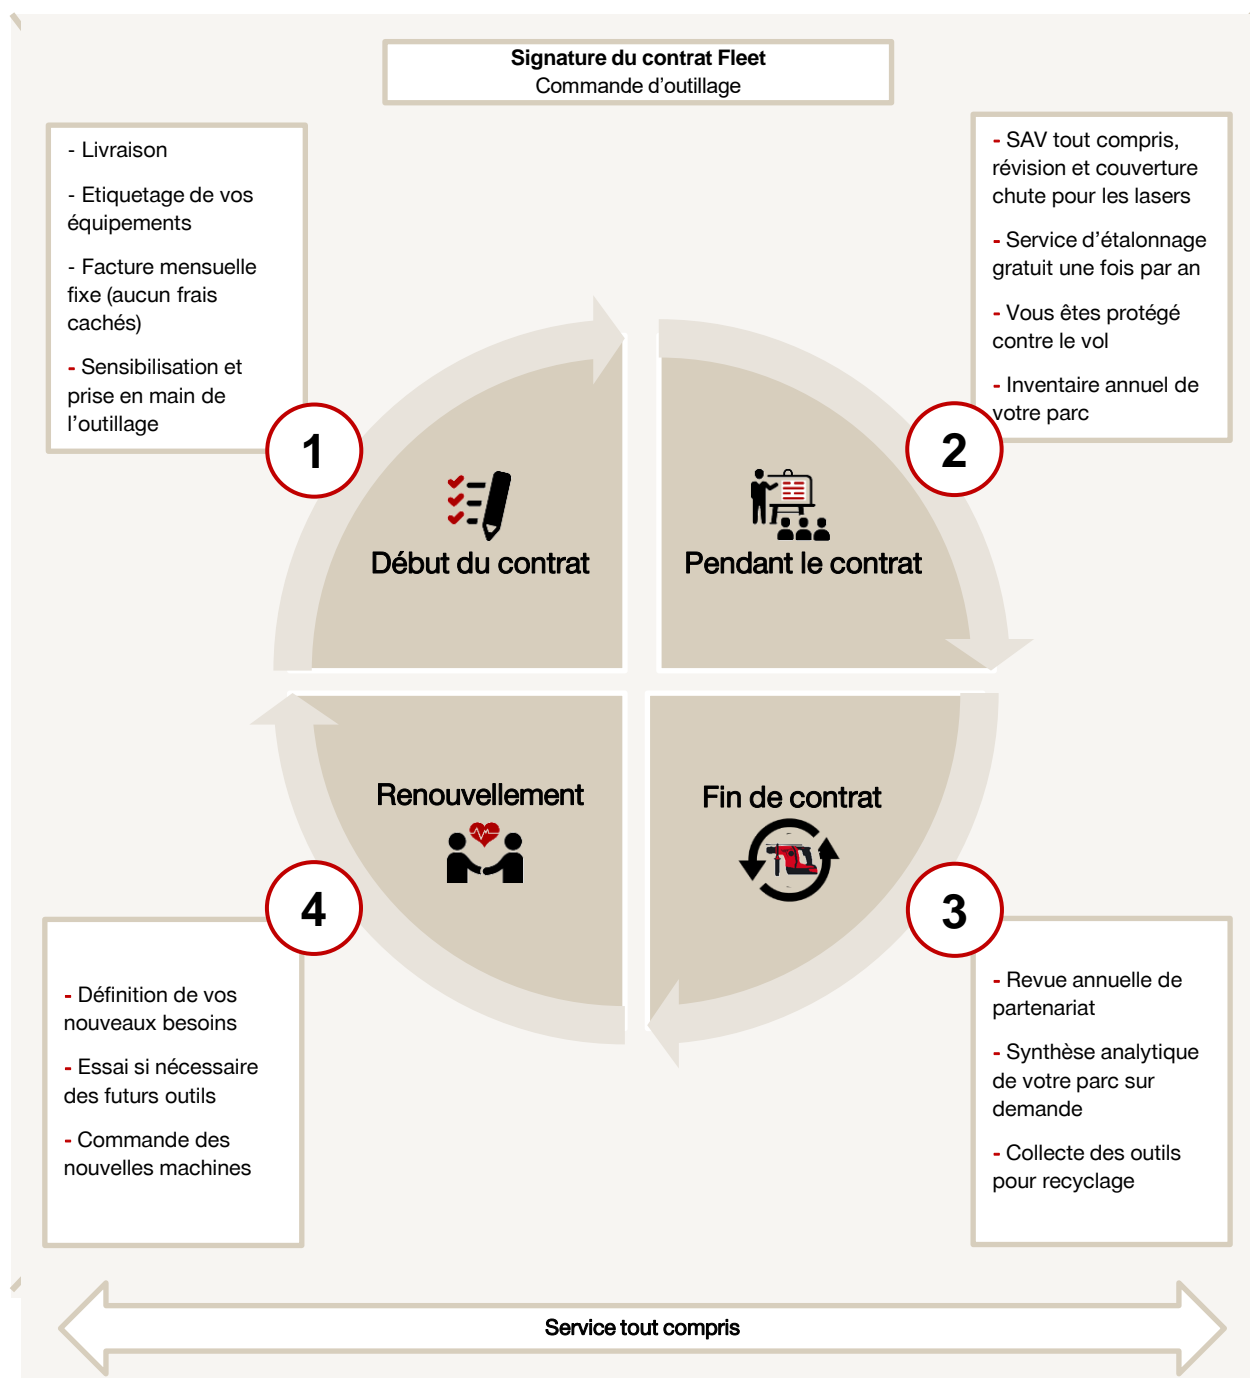 Signature du contrat Fleet
Commande d’outillage
- Livraison
- Etiquetage de vos
équipements
- Facture mensuelle
fixe (aucun frais
cachés)
- Sensibilisation et
prise en main de
l’outillage
1
Début du contrat
- SAV tout compris,
révision et couverture
chute pour les lasers
- Service d’étalonnage
gratuit une fois par an
- Vous êtes protégé
contre le vol
- Inventaire annuel de
votre parc
2
Pendant le contrat
Fin de contrat
3
- Revue annuelle de
partenariat
- Synthèse analytique
de votre parc sur
demande
- Collecte des outils
pour recyclage
Renouvellement
4
- Définition de vos
nouveaux besoins
- Essai si nécessaire
des futurs outils
- Commande des
nouvelles machines
Service tout compris